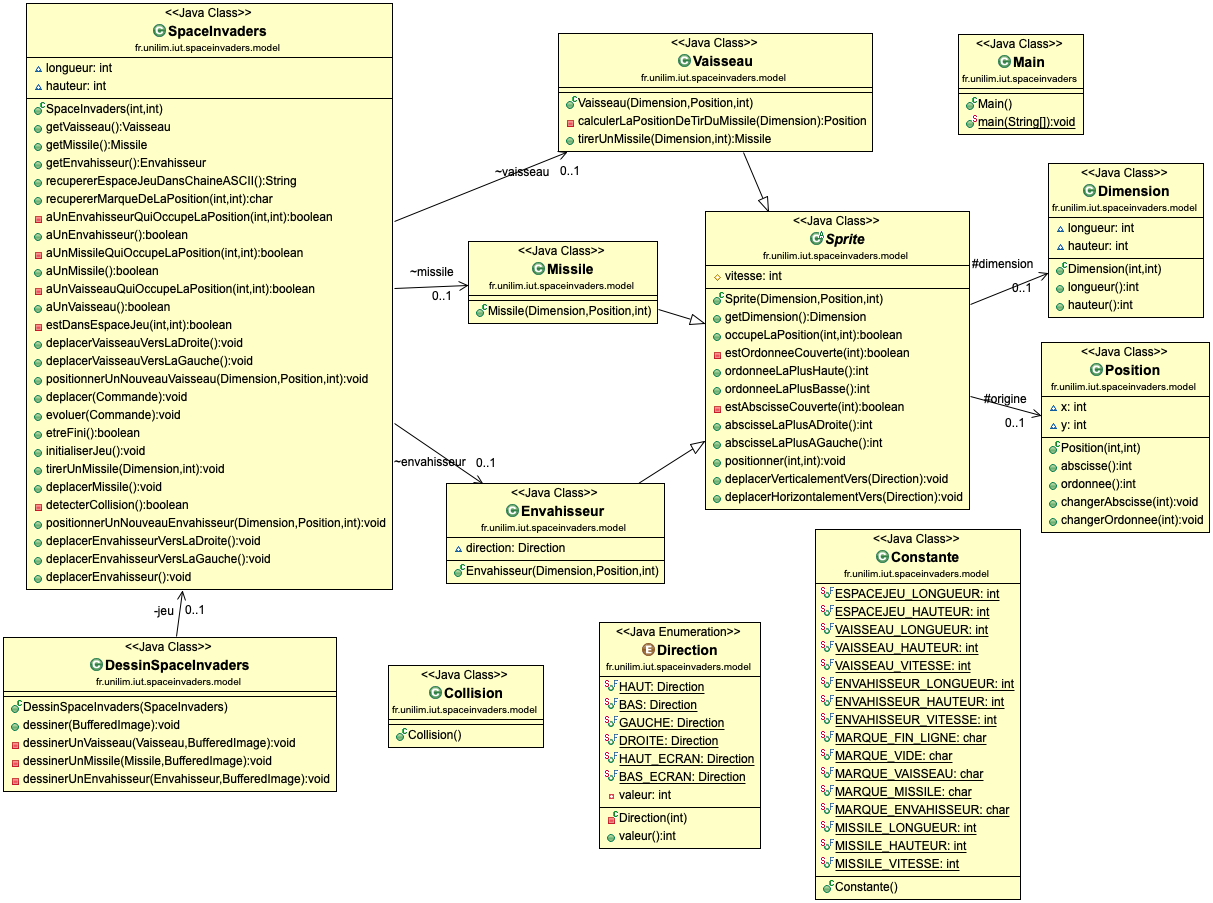 <<Java Class>>
SpaceInvaders
fr.unilim.iut.spaceinvaders.model
longueur: int
hauteur: int
SpaceInvaders(int,int)
getVaisseau():Vaisseau
getMissile():Missile
getEnvahisseur():Envahisseur
recupererEspaceJeuDansChaineASCII():String
recupererMarqueDeLaPosition(int,int):char
aUnEnvahisseurQuiOccupeLaPosition(int,int):boolean
aUnEnvahisseur():boolean
aUnMissileQuiOccupeLaPosition(int,int):boolean
aUnMissile():boolean
aUnVaisseauQuiOccupeLaPosition(int,int):boolean
aUnVaisseau():boolean
estDansEspaceJeu(int,int):boolean
deplacerVaisseauVersLaDroite():void
deplacerVaisseauVersLaGauche():void
positionnerUnNouveauVaisseau(Dimension,Position,int):void
deplacer(Commande):void
evoluer(Commande):void
etreFini():boolean
initialiserJeu():void
tirerUnMissile(Dimension,int):void
deplacerMissile():void
detecterCollision():boolean
positionnerUnNouveauEnvahisseur(Dimension,Position,int):void
deplacerEnvahisseurVersLaDroite():void
deplacerEnvahisseurVersLaGauche():void
deplacerEnvahisseur():void
<<Java Class>>
Vaisseau
fr.unilim.iut.spaceinvaders.model
Vaisseau(Dimension,Position,int)
calculerLaPositionDeTirDuMissile(Dimension):Position
tirerUnMissile(Dimension,int):Missile
<<Java Class>>
Main
fr.unilim.iut.spaceinvaders
Main()
main(String[]):void
~vaisseau 0..1
<<Java Class>>
Missile
fr.unilim.iut.spaceinvaders.model
Missile(Dimension,Position,int)
~missile
0..1
<<Java Class>>
Sprite
fr.unilim.iut.spaceinvaders.model
vitesse: int
Sprite(Dimension,Position,int)
getDimension():Dimension
occupeLaPosition(int,int):boolean
estOrdonneeCouverte(int):boolean
ordonneeLaPlusHaute():int
ordonneeLaPlusBasse():int
estAbscisseCouverte(int):boolean
abscisseLaPlusADroite():int
abscisseLaPlusAGauche():int
positionner(int,int):void
deplacerVerticalementVers(Direction):void
deplacerHorizontalementVers(Direction):void
#dimension
0..1
<<Java Class>>
Dimension
fr.unilim.iut.spaceinvaders.model
longueur: int
hauteur: int
Dimension(int,int)
longueur():int
hauteur():int
#origine
0..1
<<Java Class>>
Position
fr.unilim.iut.spaceinvaders.model
x: int
y: int
Position(int,int)
abscisse():int
ordonnee():int
changerAbscisse(int):void
changerOrdonnee(int):void
~envahisseur 0..1
<<Java Class>>
Envahisseur
fr.unilim.iut.spaceinvaders.model
direction: Direction
Envahisseur(Dimension,Position,int)
-jeu 0..1
<<Java Class>>
DessinSpaceInvaders
fr.unilim.iut.spaceinvaders.model
DessinSpaceInvaders(SpaceInvaders)
dessiner(BufferedImage):void
dessinerUnVaisseau(Vaisseau,BufferedImage):void
dessinerUnMissile(Missile,BufferedImage):void
dessinerUnEnvahisseur(Envahisseur,BufferedImage):void
<<Java Class>>
Collision
fr.unilim.iut.spaceinvaders.model
Collision()
<<Java Enumeration>>
Direction
fr.unilim.iut.spaceinvaders.model
HAUT: Direction
BAS: Direction
GAUCHE: Direction
DROITE: Direction
HAUT_ECRAN: Direction
BAS_ECRAN: Direction
valeur: int
Direction(int)
valeur():int
<<Java Class>>
Constante
fr.unilim.iut.spaceinvaders.model
ESPACEJEU_LONGUEUR: int
ESPACEJEU_HAUTEUR: int
VAISSEAU_LONGUEUR: int
VAISSEAU_HAUTEUR: int
VAISSEAU_VITESSE: int
ENVAHISSEUR_LONGUEUR: int
ENVAHISSEUR_HAUTEUR: int
ENVAHISSEUR_VITESSE: int
MARQUE_FIN_LIGNE: char
MARQUE_VIDE: char
MARQUE_VAISSEAU: char
MARQUE_MISSILE: char
MARQUE_ENVAHISSEUR: char
MISSILE_LONGUEUR: int
MISSILE_HAUTEUR: int
MISSILE_VITESSE: int
Constante()